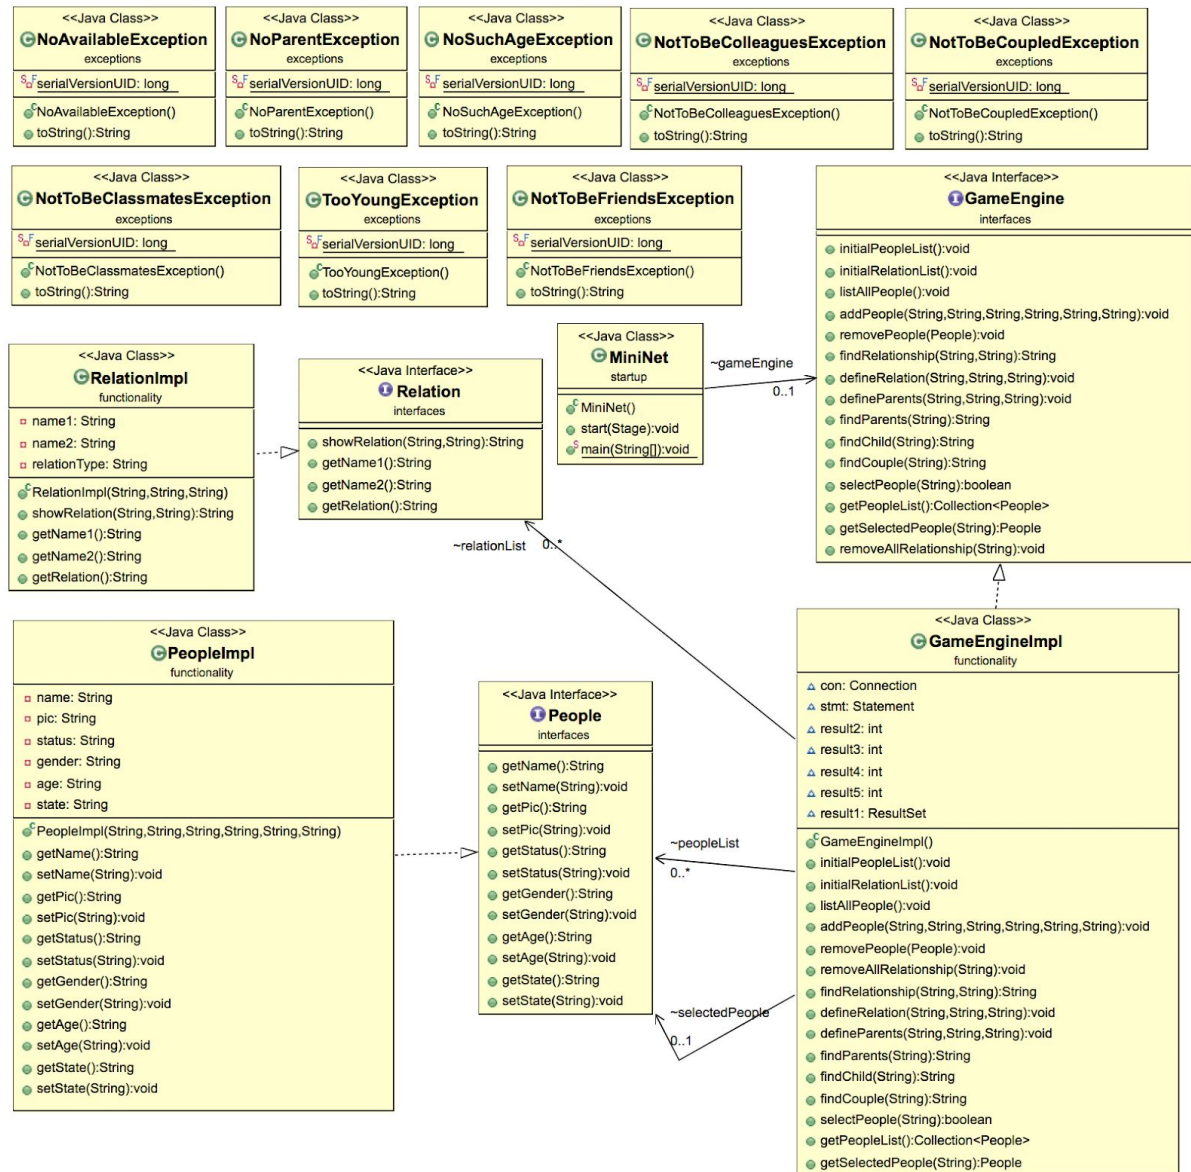 <<Java Class>>
NoAvailableException
exceptions
serialVersionUID: long
NoAvailableException()
toString():String
<<Java Class>>
NoParentException
exceptions
serialVersionUID: long
NoParentException()
toString():String
<<Java Class>>
NoSuchAgeException
exceptions
serialVersionUID: long
NoSuchAgeException()
toString():String
<<Java Class>>
NotToBeColleaguesException
exceptions
serialVersionUID: long
NotToBeColleaguesException()
toString():String
<<Java Class>>
NotToBeCoupledException
exceptions
serialVersionUID: long
NotToBeCoupledException()
toString():String
<<Java Class>>
NotToBeClassmatesException
exceptions
serialVersionUID: long
NotToBeClassmatesException()
toString():String
<<Java Class>>
TooYoungException
exceptions
serialVersionUID: long
TooYoungException()
toString():String
<<Java Class>>
NotToBeFriendsException
exceptions
serialVersionUID: long
NotToBeFriendsException()
toString():String
<<Java Interface>>
GameEngine
interfaces
initialPeopleList():void
initialRelationList():void
listAllPeople():void
addPeople(String,String,String,String,String,String):void
removePeople(People):void
findRelationship(String,String):String
defineRelation(String,String,String):void
defineParents(String,String,String):void
findParents(String):String
findChild(String):String
findCouple(String):String
selectPeople(String):boolean
getPeopleList():Collection<People>
getSelectedPeople(String):People
removeAllRelationship(String):void
<<Java Class>>
RelationImpl
functionality
name1: String
name2: String
relationType: String
RelationImpl(String,String,String)
showRelation(String,String):String
getName1():String
getName2():String
getRelation():String
<<Java Interface>>
Relation
interfaces
showRelation(String,String):String
getName1():String
getName2():String
getRelation():String
<<Java Class>>
MiniNet
startup
MiniNet()
start(Stage):void
main(String[]):void
~gameEngine
0..1
~relationList
0..*
<<Java Class>>
PeopleImpl
functionality
name: String
pic: String
status: String
gender: String
age: String
state: String
PeopleImpl(String,String,String,String,String,String)
getName():String
setName(String):void
getPic():String
setPic(String):void
getStatus():String
setStatus(String):void
getGender():String
setGender(String):void
getAge():String
setAge(String):void
getState():String
setState(String):void
<<Java Interface>>
People
interfaces
getName():String
setName(String):void
getPic():String
setPic(String):void
getStatus():String
setStatus(String):void
getGender():String
setGender(String):void
getAge():String
setAge(String):void
getState():String
setState(String):void
~peopleList
0..*
~selectedPeople
0..1
<<Java Class>>
GameEngineImpl
functionality
con: Connection
stmt: Statement
result2: int
result3: int
result4: int
result5: int
result1: ResultSet
GameEngineImpl()
initialPeopleList():void
initialRelationList():void
listAllPeople():void
addPeople(String,String,String,String,String,String):void
removePeople(People):void
removeAllRelationship(String):void
findRelationship(String,String):String
defineRelation(String,String,String):void
defineParents(String,String,String):void
findParents(String):String
findChild(String):String
findCouple(String):String
selectPeople(String):boolean
getPeopleList():Collection<People>
getSelectedPeople(String):People